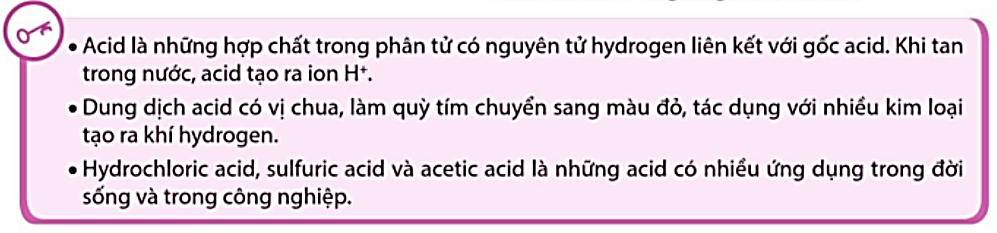 • Acid là những hợp chất trong phân tử có nguyên tử hydrogen liên kết với gốc acid. Khi tan
trong nước, acid tạo ra ion H⁺.
• Dung dịch acid có vị chua, làm quỳ tím chuyển sang màu đỏ, tác dụng với nhiều kim loại
tạo ra khí hydrogen.
• Hydrochloric acid, sulfuric acid và acetic acid là những acid có nhiều ứng dụng trong đời
sống và trong công nghiệp.